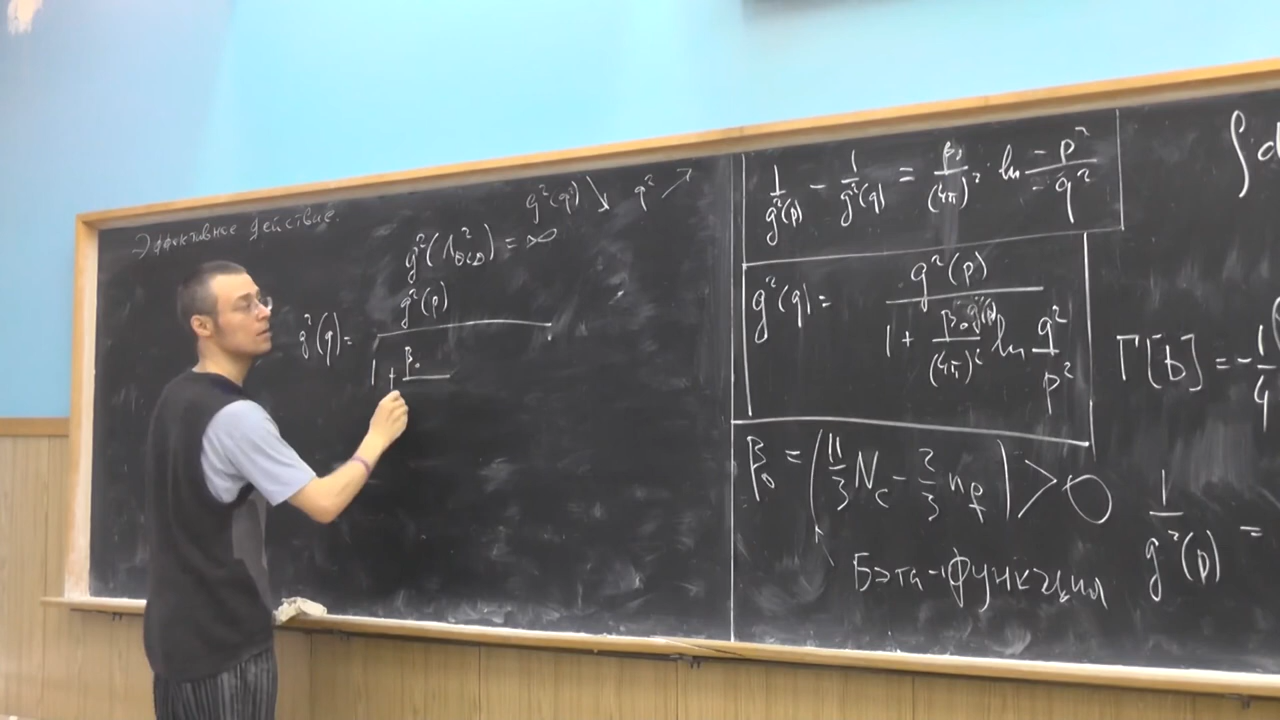 Эффективное действие.
g²(q²) ↘ q² ↗
g²(Λ²_QCD) = ∞
g²(q) = g²(p) / (1 + β₀
1/g²(p) − 1/g²(q) = β₀/(4π)² · ln (−p²)/(−q²)
g²(q) = g²(p) / (1 + β₀g²(p)/(4π)² ln q²/p²)
β₀ = (11/3 N_c − 2/3 n_f) > 0
Бэта-функция
∫ d
Γ[b] = −1/4
1/g²(p) =